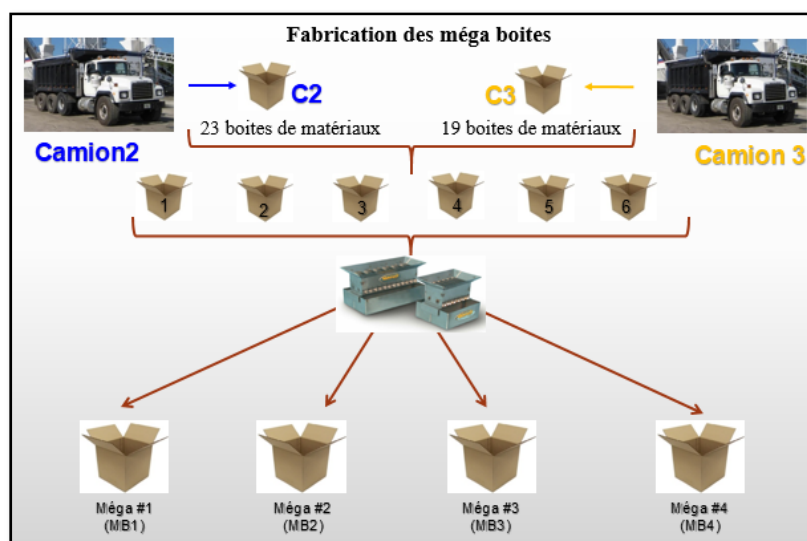 Fabrication des méga boites
C2
C3
23 boites de matériaux
19 boites de matériaux
Camion2
Camion 3
1
2
3
4
5
6
Méga #1
(MB1)
Méga #2
(MB2)
Méga #3
(MB3)
Méga #4
(MB4)